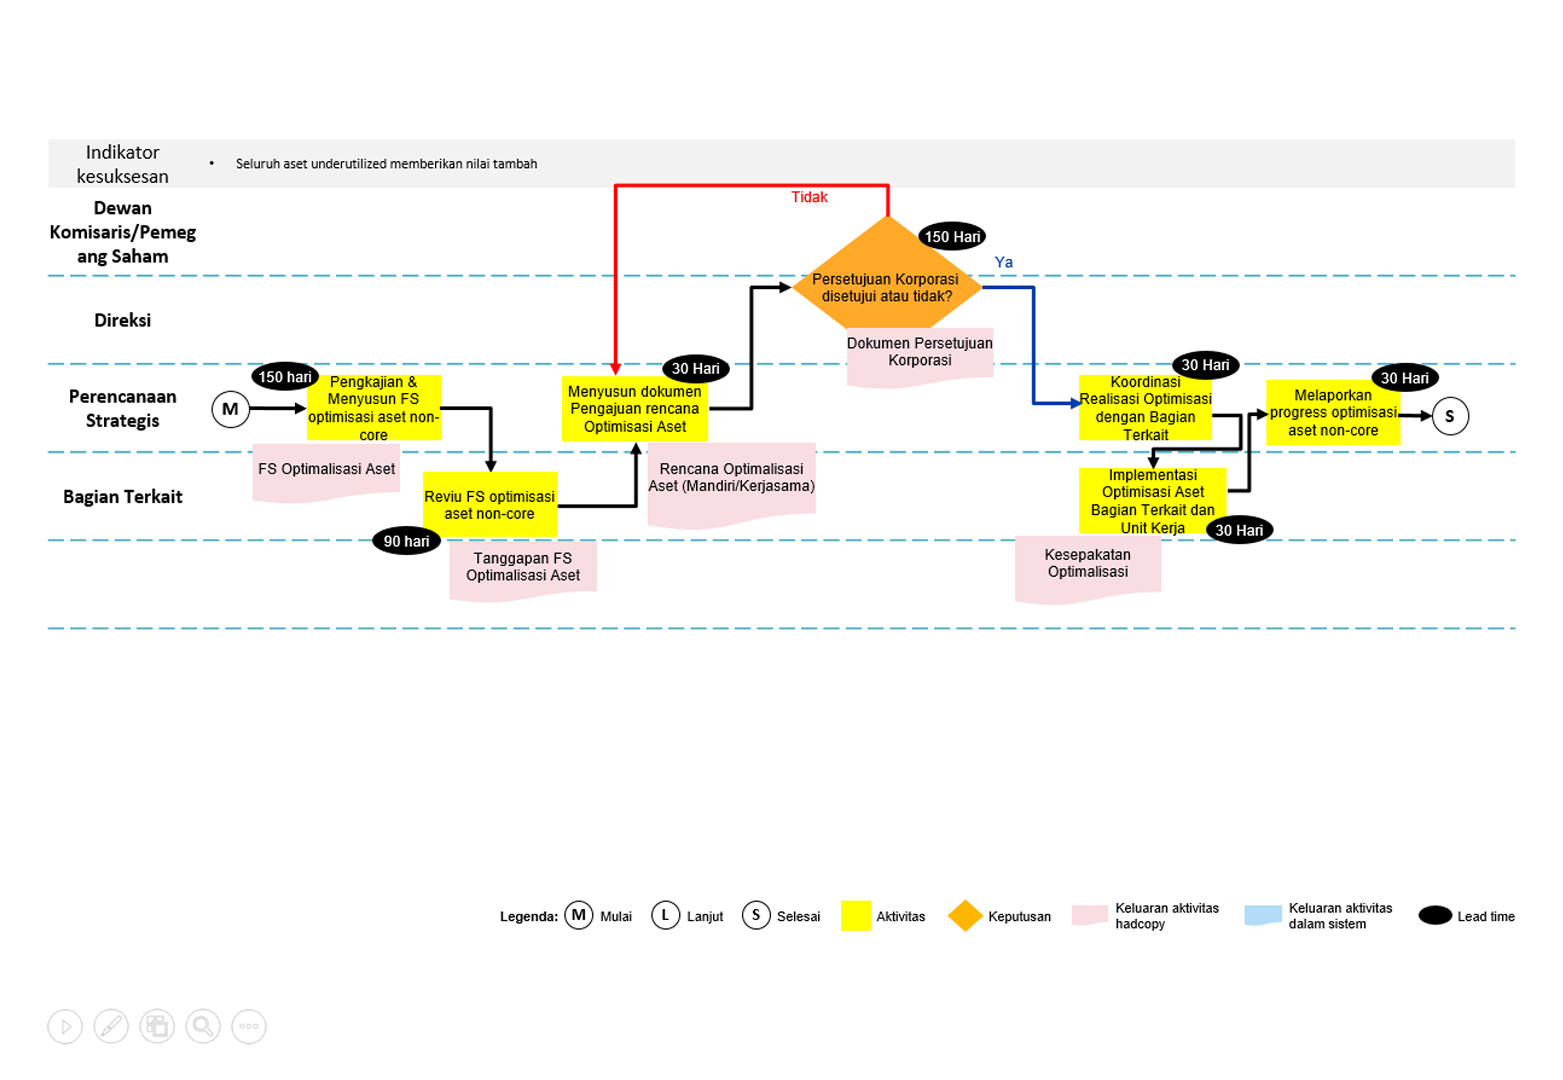 Indikator
kesuksesan
• Seluruh aset underutilized memberikan nilai tambah
Dewan
Komisaris/Pemeg
ang Saham
Tidak
150 Hari
Ya
Persetujuan Korporasi
disetujui atau tidak?
Direksi
Dokumen Persetujuan
Korporasi
Perencanaan
Strategis
M
150 hari
Pengkajian &
Menyusun FS
optimisasi aset non-
core
FS Optimalisasi Aset
30 Hari
Menyusun dokumen
Pengajuan rencana
Optimisasi Aset
Rencana Optimalisasi
Aset (Mandiri/Kerjasama)
30 Hari
Koordinasi
Realisasi Optimisasi
dengan Bagian
Terkait
30 Hari
Melaporkan
progress optimisasi
aset non-core
S
Bagian Terkait
Reviu FS optimisasi
aset non-core
90 hari
Tanggapan FS
Optimalisasi Aset
Implementasi
Optimisasi Aset
Bagian Terkait dan
Unit Kerja
30 Hari
Kesepakatan
Optimalisasi
Legenda:
M Mulai
L Lanjut
S Selesai
Aktivitas
Keputusan
Keluaran aktivitas
hadcopy
Keluaran aktivitas
dalam sistem
Lead time